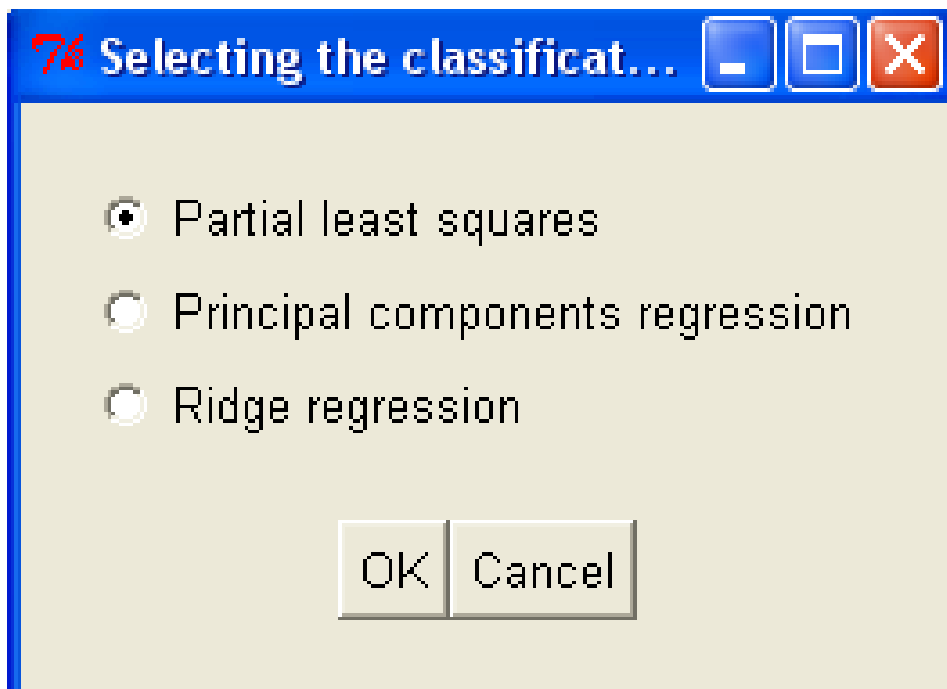 Selecting the classificat...
Partial least squares
Principal components regression
Ridge regression
OK Cancel